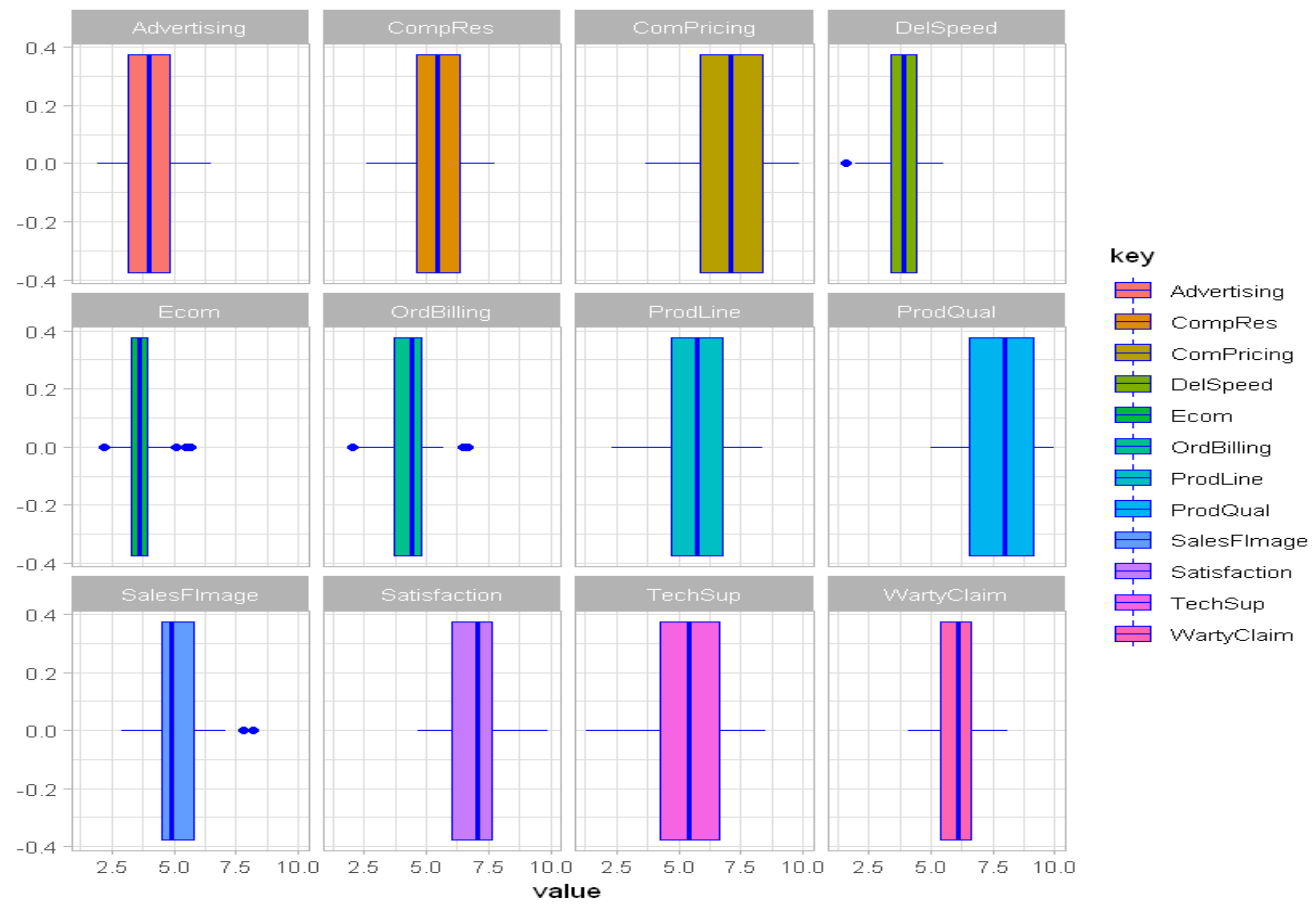 Advertising CompRes ComPricing DelSpeed
0.4
0.2
0.0
-0.2
-0.4
Ecom OrdBilling ProdLine ProdQual
0.4
0.2
0.0
-0.2
-0.4
SalesFImage Satisfaction TechSup WartyClaim
0.4
0.2
0.0
-0.2
-0.4
2.5 5.0 7.5 10.0 2.5 5.0 7.5 10.0 2.5 5.0 7.5 10.0 2.5 5.0 7.5 10.0
value
key
Advertising
CompRes
ComPricing
DelSpeed
Ecom
OrdBilling
ProdLine
ProdQual
SalesFImage
Satisfaction
TechSup
WartyClaim